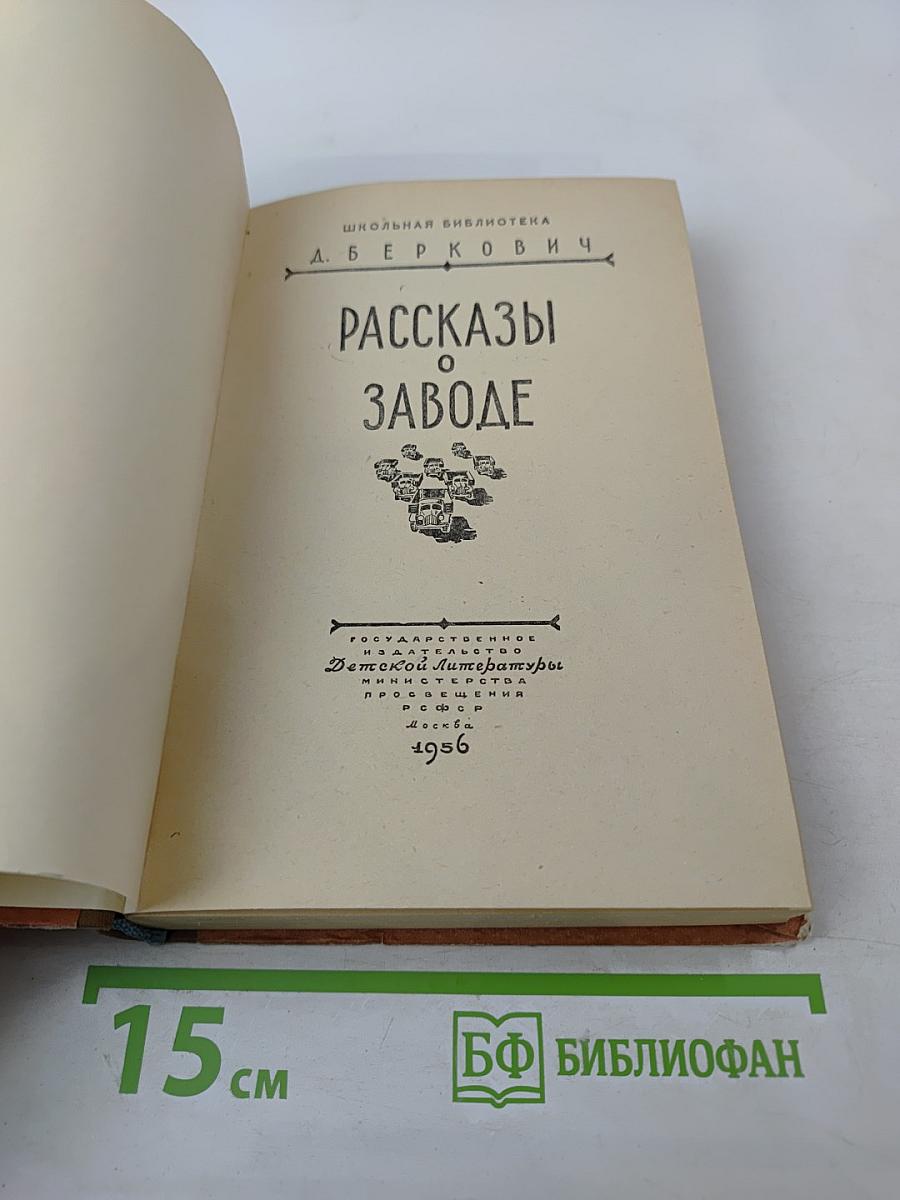 ШКОЛЬНАЯ БИБЛИОТЕКА
Д. БЕРКОВИЧ
РАССКАЗЫ
О
ЗАВОДЕ
ГОСУДАРСТВЕННОЕ
ИЗДАТЕЛЬСТВО
Детской Литературы
МИНИСТЕРСТВА
ПРОСВЕЩЕНИЯ
РСФСР
Москва
1956
15 см
БФ БИБЛИОФАН